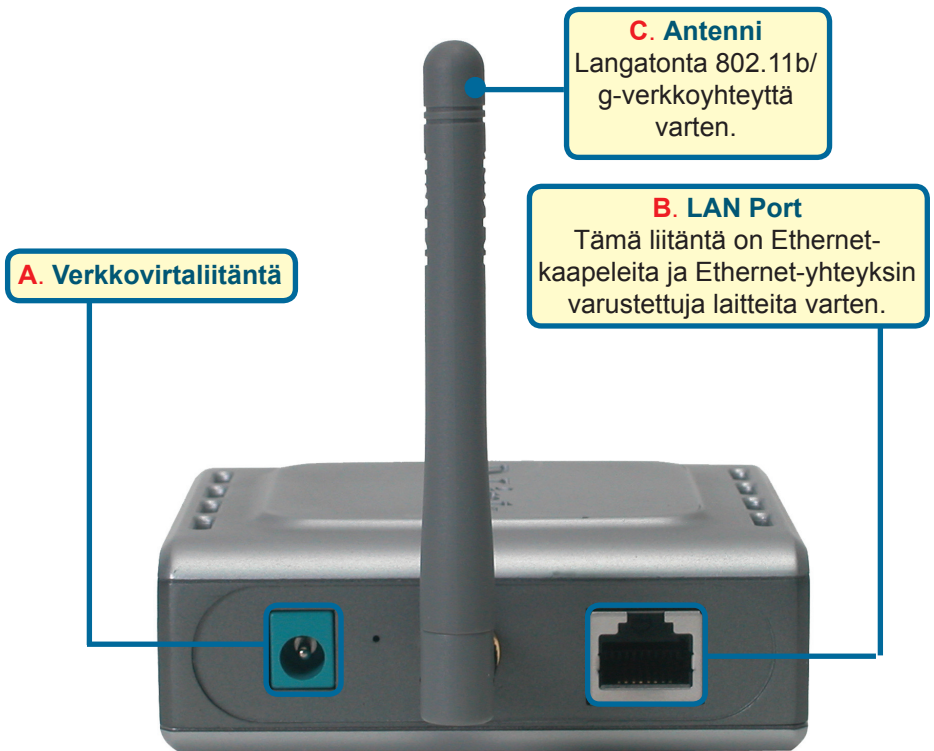 C. Antenni
Langatonta 802.11b/
g-verkkoyhteyttä
varten.
B. LAN Port
Tämä liitäntä on Ethernet-
kaapeleita ja Ethernet-yhteyksin
varustettuja laitteita varten.
A. Verkkovirtaliitäntä